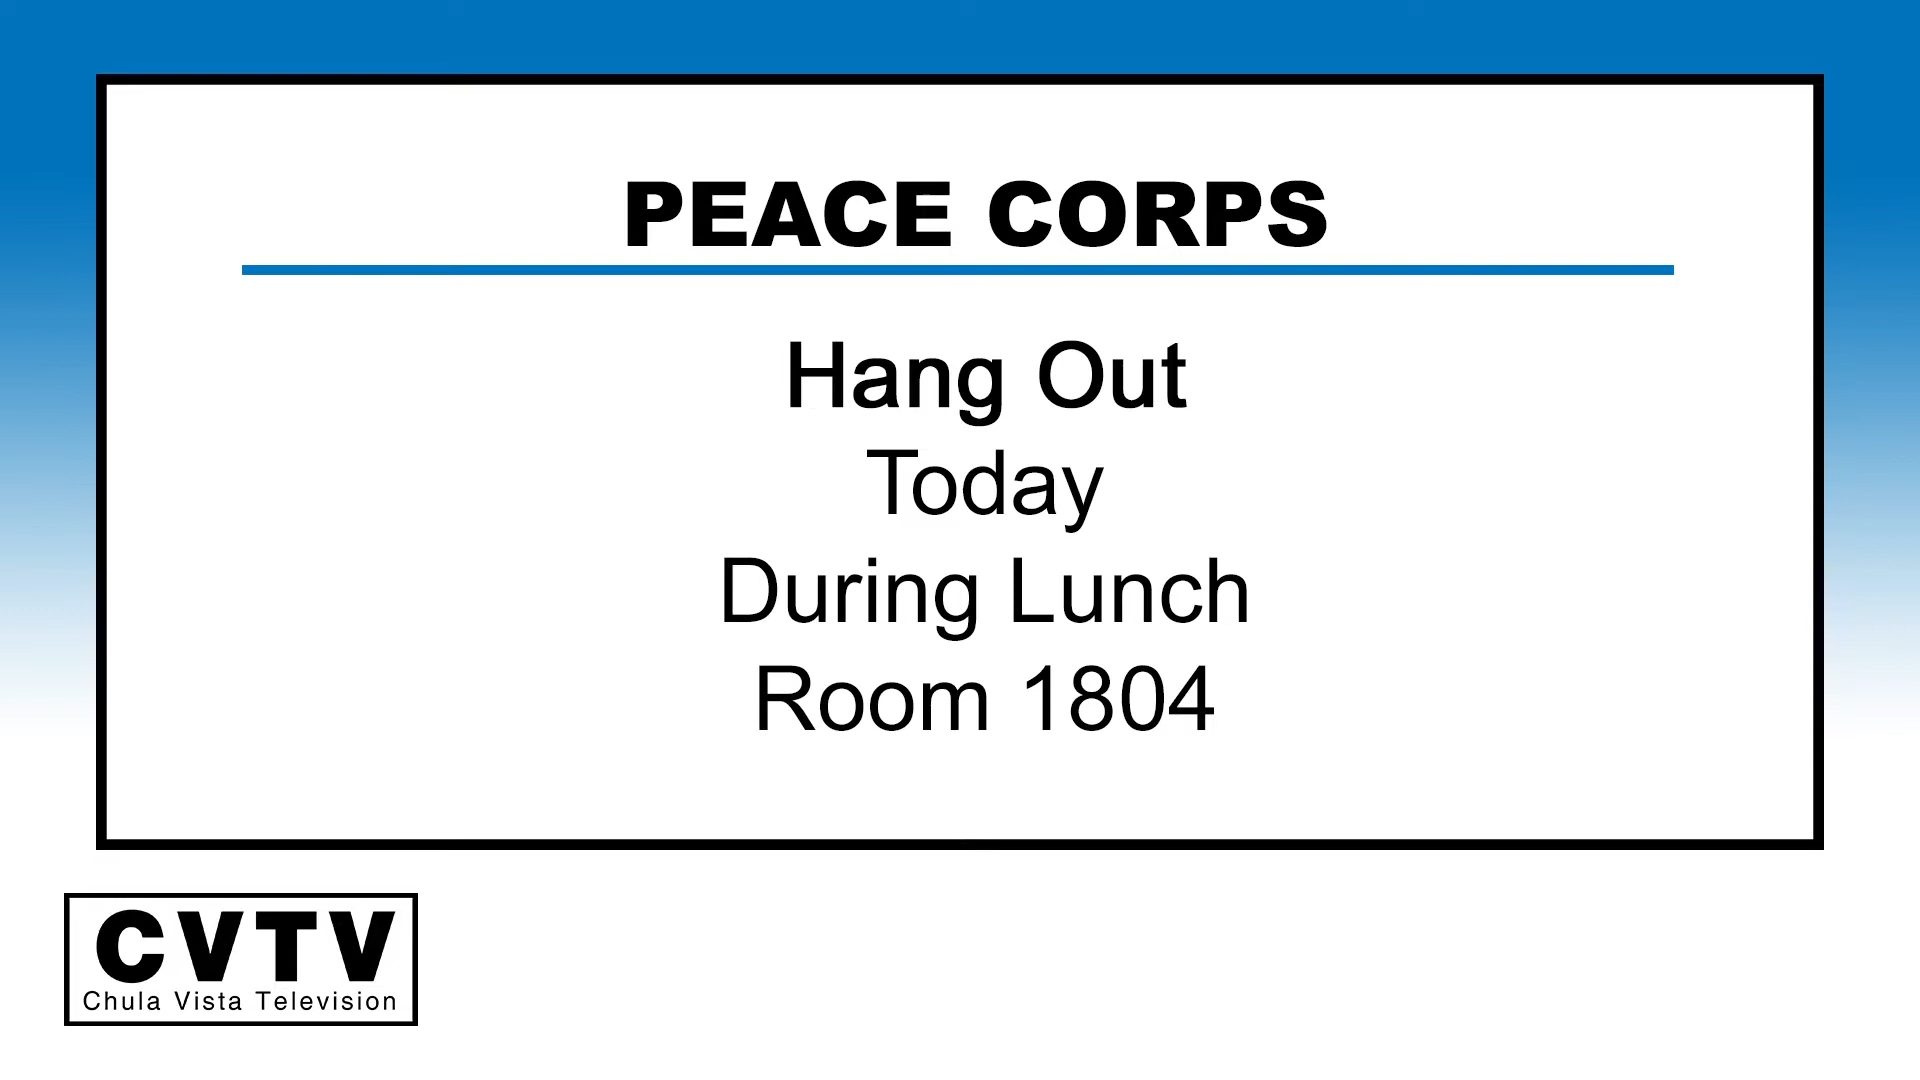 PEACE CORPS
Hang Out
Today
During Lunch
Room 1804
CVTV
Chula Vista Television